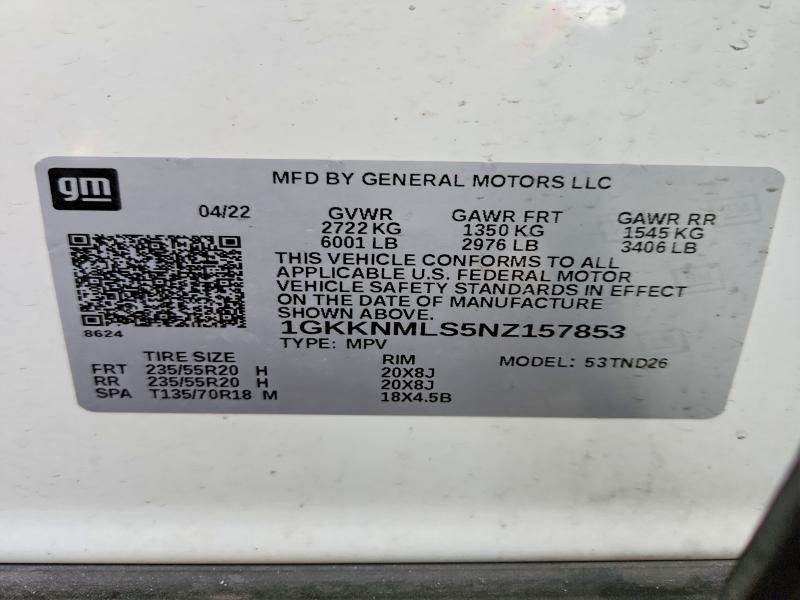 gm
MFD BY GENERAL MOTORS LLC
04/22 GVWR GAWR FRT GAWR RR
2722 KG 1350 KG 1545 KG
6001 LB 2976 LB 3406 LB
THIS VEHICLE CONFORMS TO ALL
APPLICABLE U.S. FEDERAL MOTOR
VEHICLE SAFETY STANDARDS IN EFFECT
ON THE DATE OF MANUFACTURE
SHOWN ABOVE.
8624
1GKKNMLS5NZ157853
TYPE: MPV
TIRE SIZE RIM MODEL: 53TND26
FRT 235/55R20 H 20X8J
RR 235/55R20 H 20X8J
SPA T135/70R18 M 18X4.5B